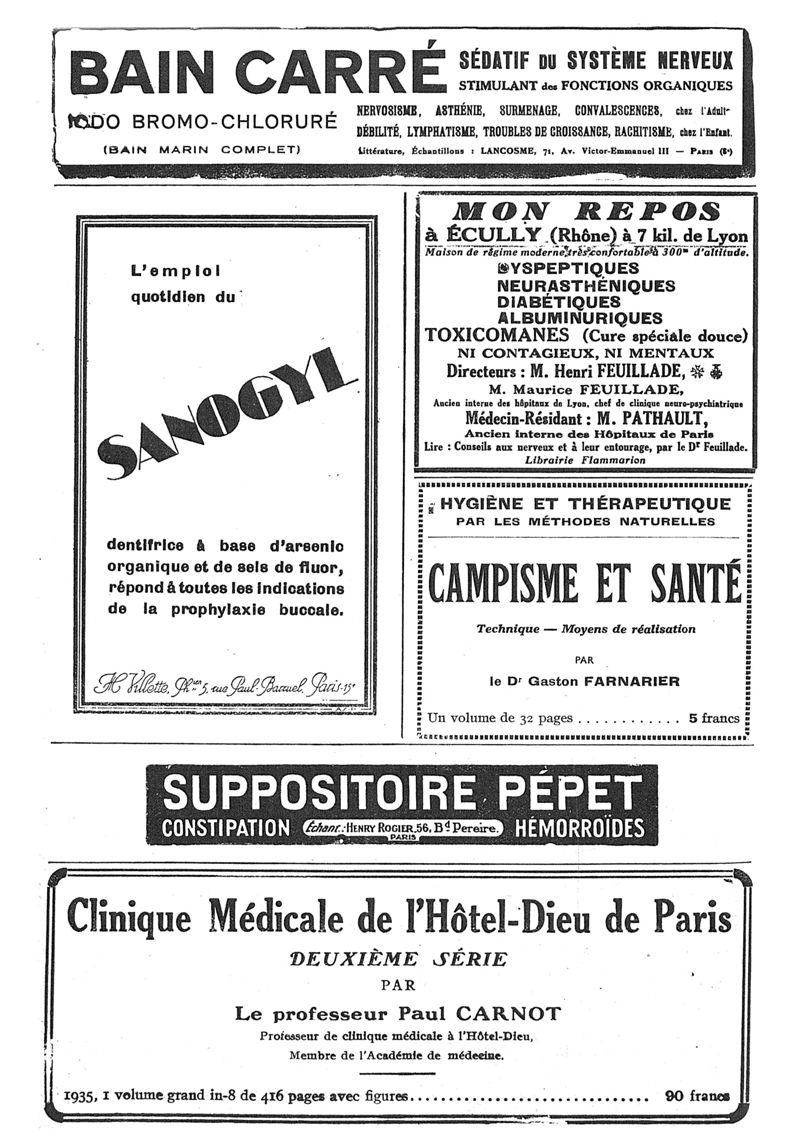 BAIN CARRÉ
IODO BROMO-CHLORURÉ
(BAIN MARIN COMPLET)
SÉDATIF DU SYSTÈME NERVEUX
STIMULANT des FONCTIONS ORGANIQUES
NERVOSISME, ASTHÉNIE, SURMENAGE, CONVALESCENCES, chez l'Adult
DÉBILITÉ, LYMPHATISME, TROUBLES DE CROISSANCE, RACHITISME, chez l'Enfant.
Littérature, Échantillons : LANCOSME, 71, Av. Victor-Emmanuel III — PARIS (8e)
L'emploi
quotidien du
SANOGYL
dentifrice à base d'arsenic
organique et de sels de fluor,
répond à toutes les indications
de la prophylaxie buccale.
H Villette, Phien 5, rue Paul-Barruel, Paris-15e
MON REPOS
à ÉCULLY (Rhône) à 7 kil. de Lyon
Maison de régime moderne, très confortable à 300m d'altitude.
DYSPEPTIQUES
NEURASTHÉNIQUES
DIABÉTIQUES
ALBUMINURIQUES
TOXICOMANES (Cure spéciale douce)
NI CONTAGIEUX, NI MENTAUX
Directeurs : M. Henri FEUILLADE,
M. Maurice FEUILLADE,
Ancien interne des hôpitaux de Lyon, chef de clinique neuro-psychiatrique
Médecin-Résidant : M. PATHAULT,
Ancien interne des Hôpitaux de Paris
Lire : Conseils aux nerveux et à leur entourage, par le Dr Feuillade.
Librairie Flammarion
HYGIÈNE ET THÉRAPEUTIQUE
PAR LES MÉTHODES NATURELLES
CAMPISME ET SANTÉ
Technique — Moyens de réalisation
PAR
le Dr Gaston FARNARIER
Un volume de 32 pages . . . . . . . . . . . . 5 francs
SUPPOSITOIRE PÉPET
CONSTIPATION Échant.: HENRY ROGIER, 56, Bd Pereire. HÉMORROÏDES
PARIS
Clinique Médicale de l'Hôtel-Dieu de Paris
DEUXIÈME SÉRIE
PAR
Le professeur Paul CARNOT
Professeur de clinique médicale à l'Hôtel-Dieu,
Membre de l'Académie de médecine.
1935, 1 volume grand in-8 de 416 pages avec figures.............................. 90 francs